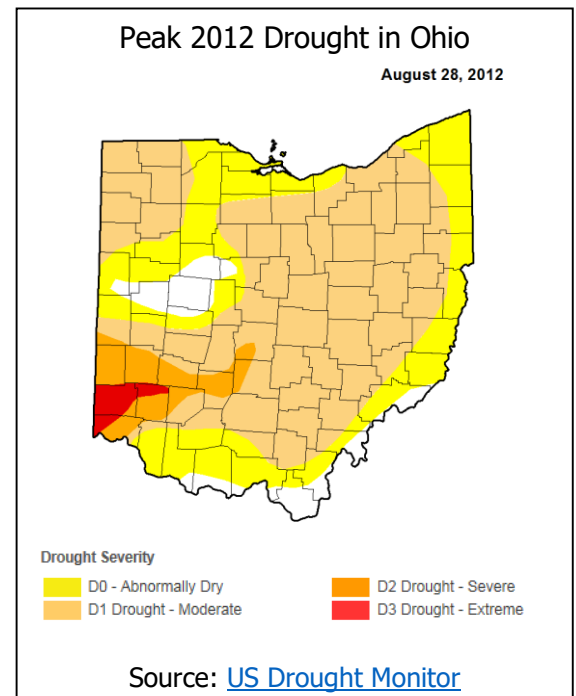 Peak 2012 Drought in Ohio
August 28, 2012
Drought Severity
D0 - Abnormally Dry
D2 Drought - Severe
D1 Drought - Moderate
D3 Drought - Extreme
Source: US Drought Monitor